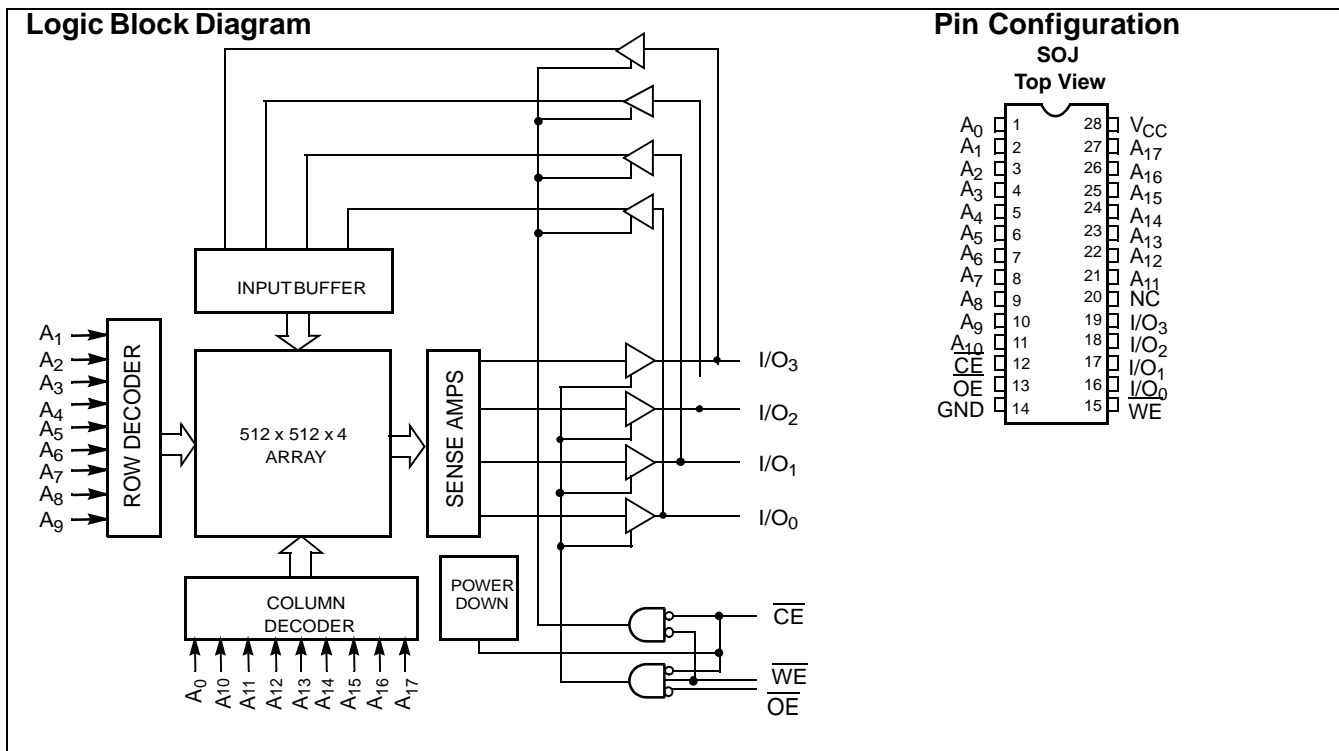 Logic Block Diagram
INPUT BUFFER
A1
A2
A3
A4
A5
A6
A7
A8
A9
ROW DECODER
512 x 512 x 4
ARRAY
SENSE AMPS
I/O3
I/O2
I/O1
I/O0
COLUMN
DECODER
A0
A10
A11
A12
A13
A14
A15
A16
A17
POWER
DOWN
CE
WE
OE
Pin Configuration
SOJ
Top View
A0 1 28 VCC
A1 2 27 A17
A2 3 26 A16
A3 4 25 A15
A4 5 24 A14
A5 6 23 A13
A6 7 22 A12
A7 8 21 A11
A8 9 20 NC
A9 10 19 I/O3
A10 11 18 I/O2
CE 12 17 I/O1
OE 13 16 I/O0
GND 14 15 WE